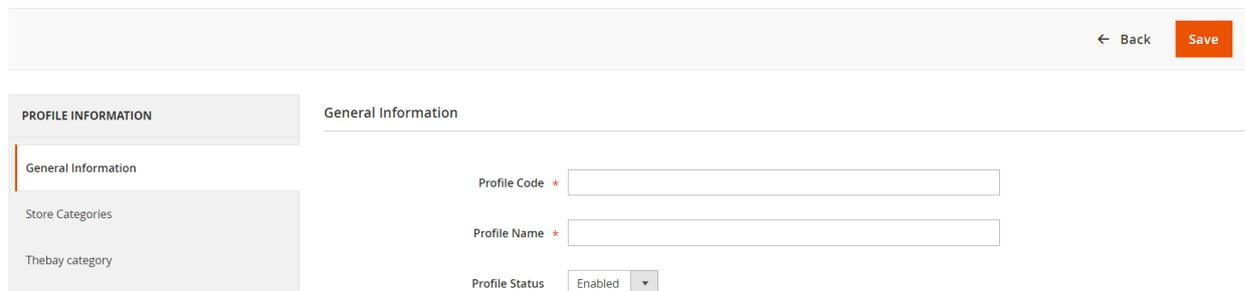 ← Back Save
PROFILE INFORMATION
General Information
Store Categories
Thebay category
General Information
Profile Code *
Profile Name *
Profile Status Enabled